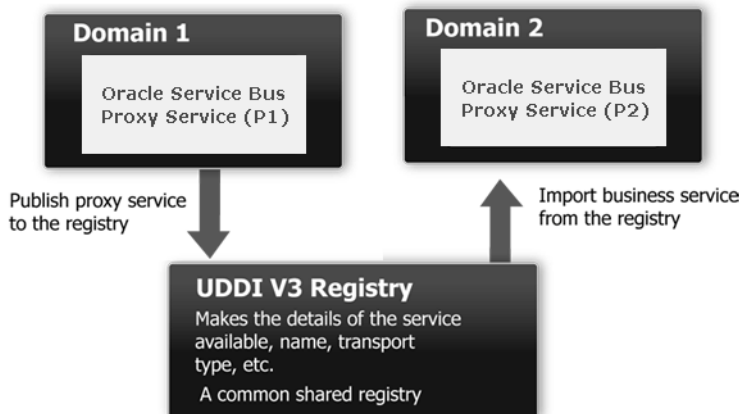 Domain 1
Oracle Service Bus
Proxy Service (P1)
Domain 2
Oracle Service Bus
Proxy Service (P2)
Publish proxy service
to the registry
Import business service
from the registry
UDDI V3 Registry
Makes the details of the service
available, name, transport
type, etc.
A common shared registry